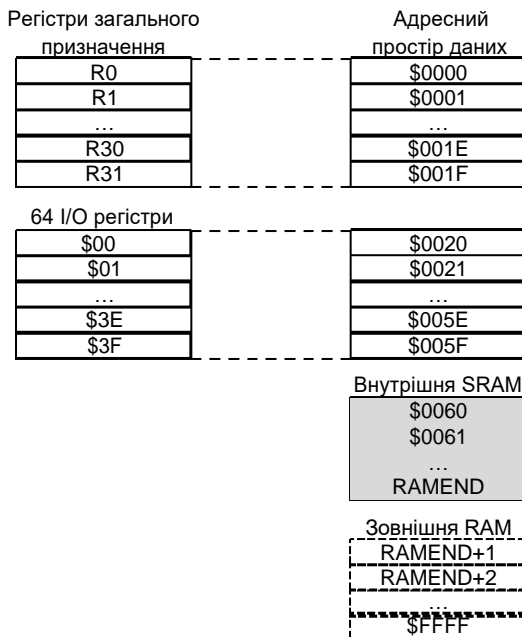 Регістри загального
призначення
Адресний
простір даних
R0
$0000
R1
$0001
…
…
R30
$001E
R31
$001F
64 I/O регістри
$00
$0020
$01
$0021
…
…
$3E
$005E
$3F
$005F
Внутрішня SRAM
$0060
$0061
…
RAMEND
Зовнішня RAM
RAMEND+1
RAMEND+2
…
$FFFF